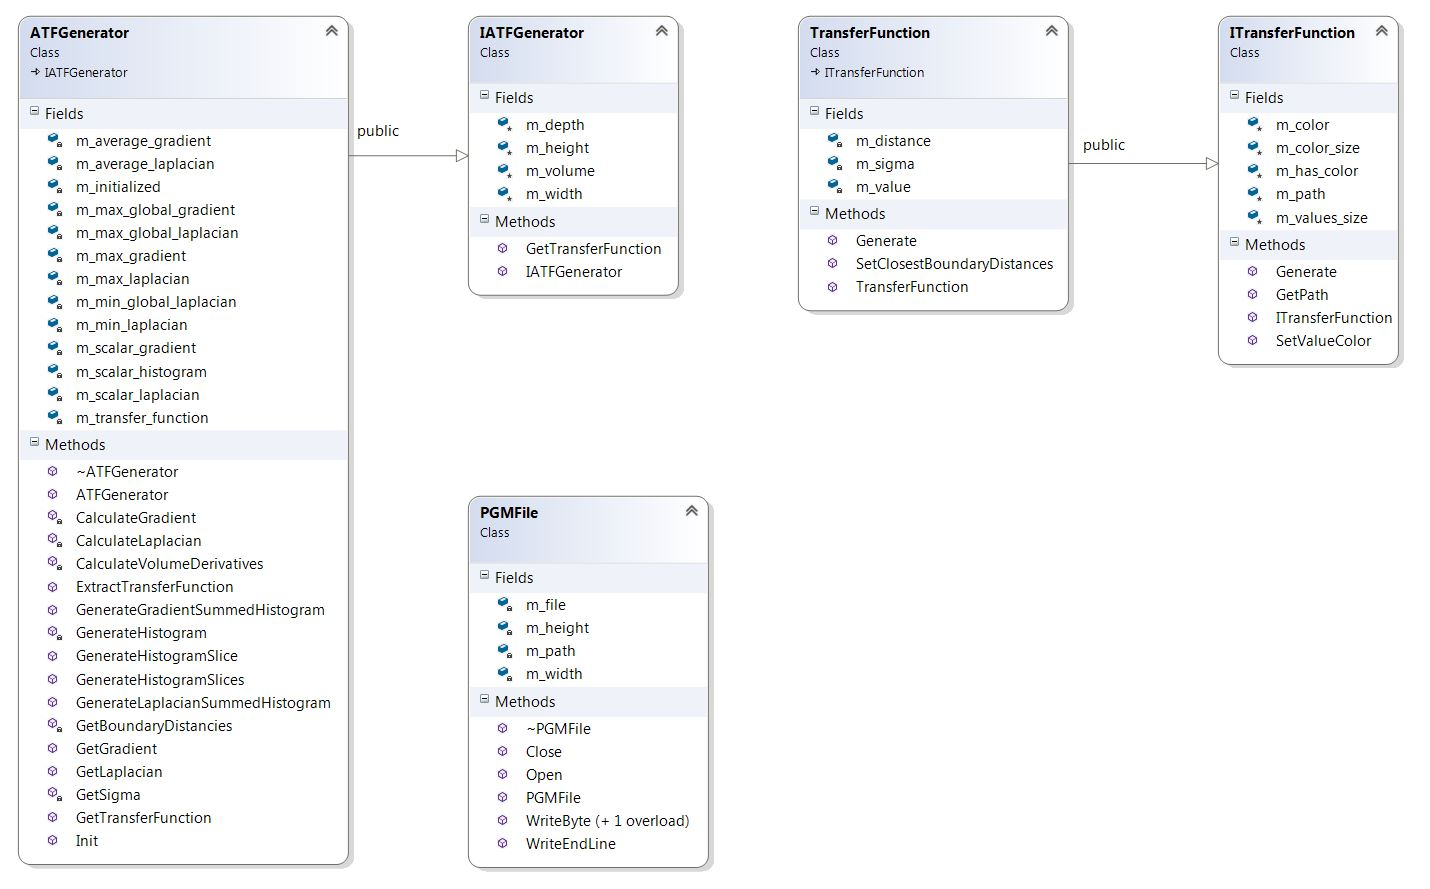 ATFGenerator
Class
IATFGenerator
Fields
m_average_gradient
m_average_laplacian
m_initialized
m_max_global_gradient
m_max_global_laplacian
m_max_gradient
m_max_laplacian
m_min_global_laplacian
m_min_laplacian
m_scalar_gradient
m_scalar_histogram
m_scalar_laplacian
m_transfer_function
Methods
~ATFGenerator
ATFGenerator
CalculateGradient
CalculateLaplacian
CalculateVolumeDerivatives
ExtractTransferFunction
GenerateGradientSummedHistogram
GenerateHistogram
GenerateHistogramSlice
GenerateHistogramSlices
GenerateLaplacianSummedHistogram
GetBoundaryDistancies
GetGradient
GetLaplacian
GetSigma
GetTransferFunction
Init
public
IATFGenerator
Class
Fields
m_depth
m_height
m_volume
m_width
Methods
GetTransferFunction
IATFGenerator
PGMFile
Class
Fields
m_file
m_height
m_path
m_width
Methods
~PGMFile
Close
Open
PGMFile
WriteByte (+ 1 overload)
WriteEndLine
TransferFunction
Class
ITransferFunction
Fields
m_distance
m_sigma
m_value
Methods
Generate
SetClosestBoundaryDistances
TransferFunction
public
ITransferFunction
Class
Fields
m_color
m_color_size
m_has_color
m_path
m_values_size
Methods
Generate
GetPath
ITransferFunction
SetValueColor